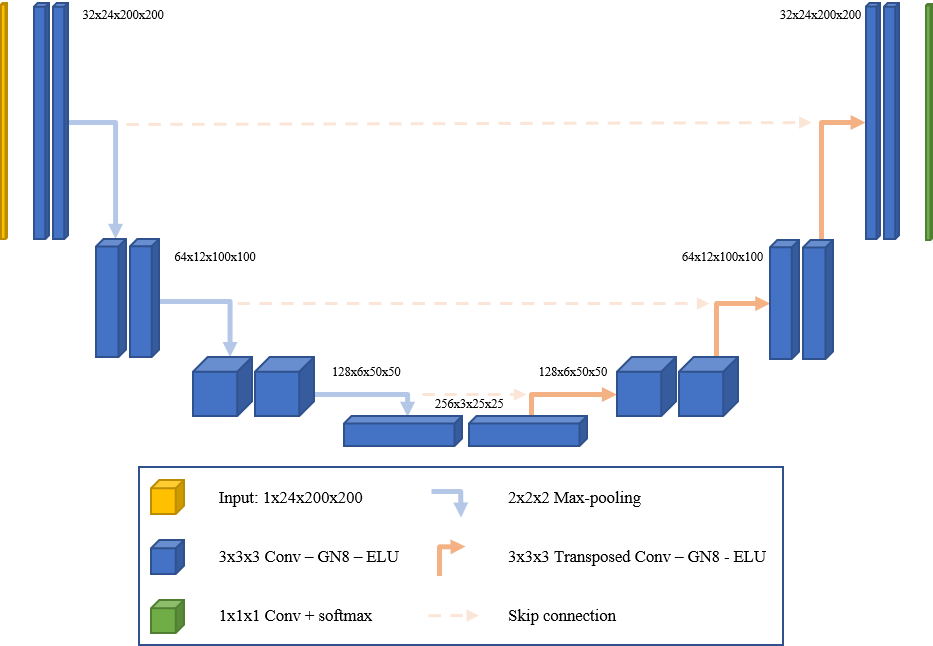 32x24x200x200
32x24x200x200
64x12x100x100
64x12x100x100
128x6x50x50
128x6x50x50
256x3x25x25
Input: 1x24x200x200
2x2x2 Max-pooling
3x3x3 Conv – GN8 – ELU
3x3x3 Transposed Conv – GN8 - ELU
1x1x1 Conv + softmax
Skip connection